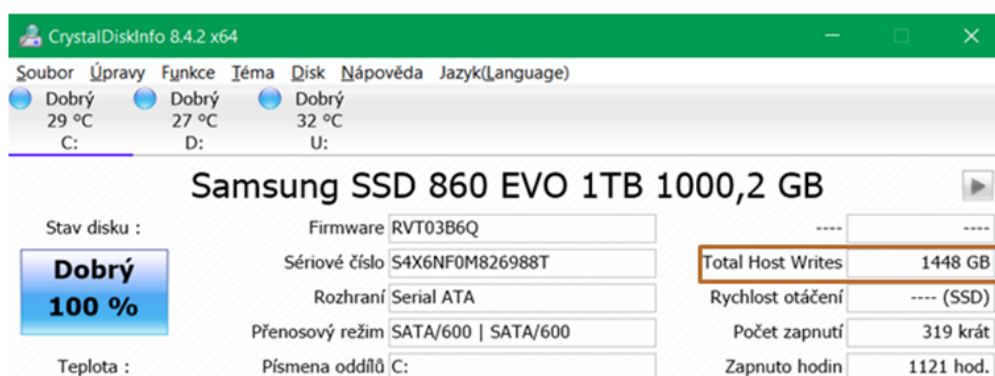 CrystalDiskInfo 8.4.2 x64
Soubor Úpravy Funkce Téma Disk Nápověda Jazyk(Language)
Dobrý Dobrý Dobrý
29 °C 27 °C 32 °C
C: D: U:
Samsung SSD 860 EVO 1TB 1000,2 GB
Stav disku : Firmware RVT03B6Q ---- ----
Dobrý Sériové číslo S4X6NF0M826988T Total Host Writes 1448 GB
100 % Rozhraní Serial ATA Rychlost otáčení ---- (SSD)
Přenosový režim SATA/600 | SATA/600 Počet zapnutí 319 krát
Teplota : Písmena oddílů C: Zapnuto hodin 1121 hod.